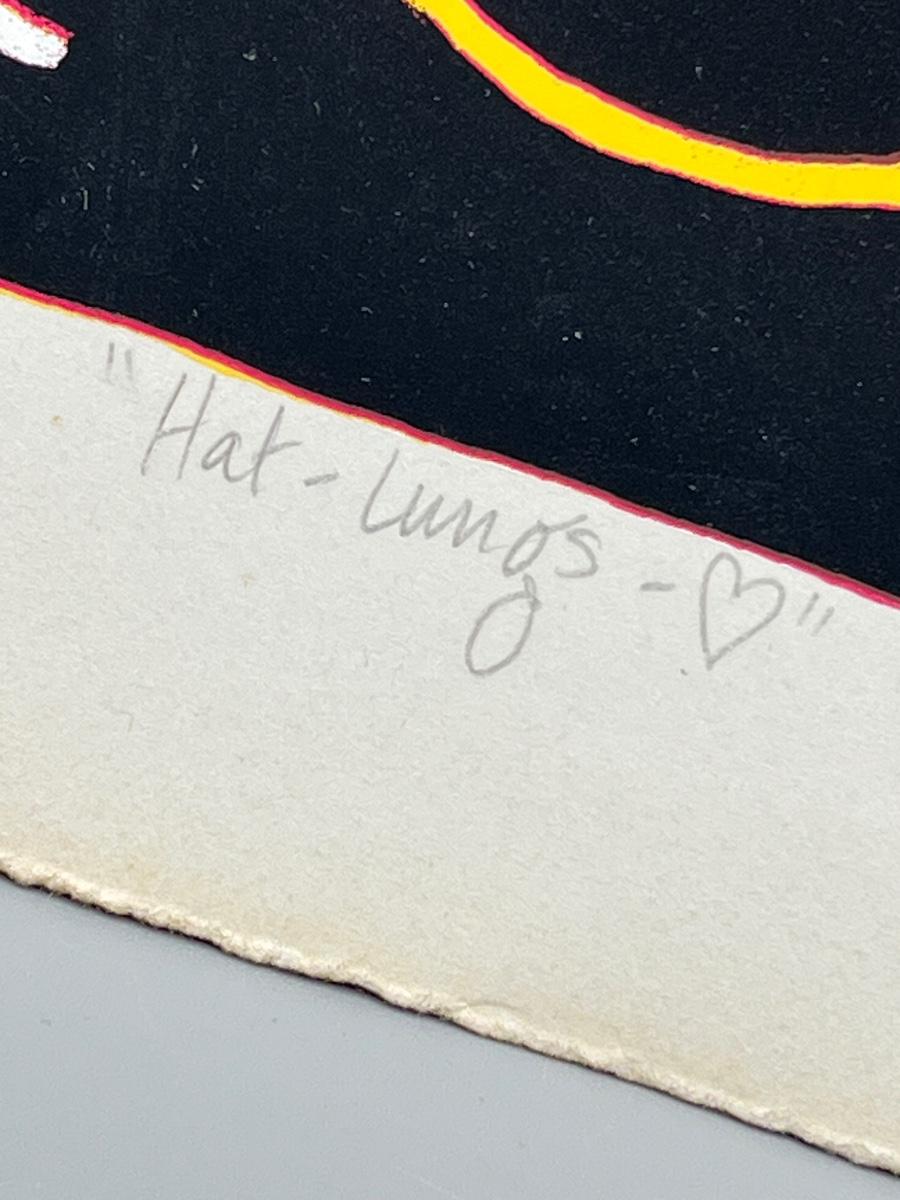 "Hat - Lungs - ♡"